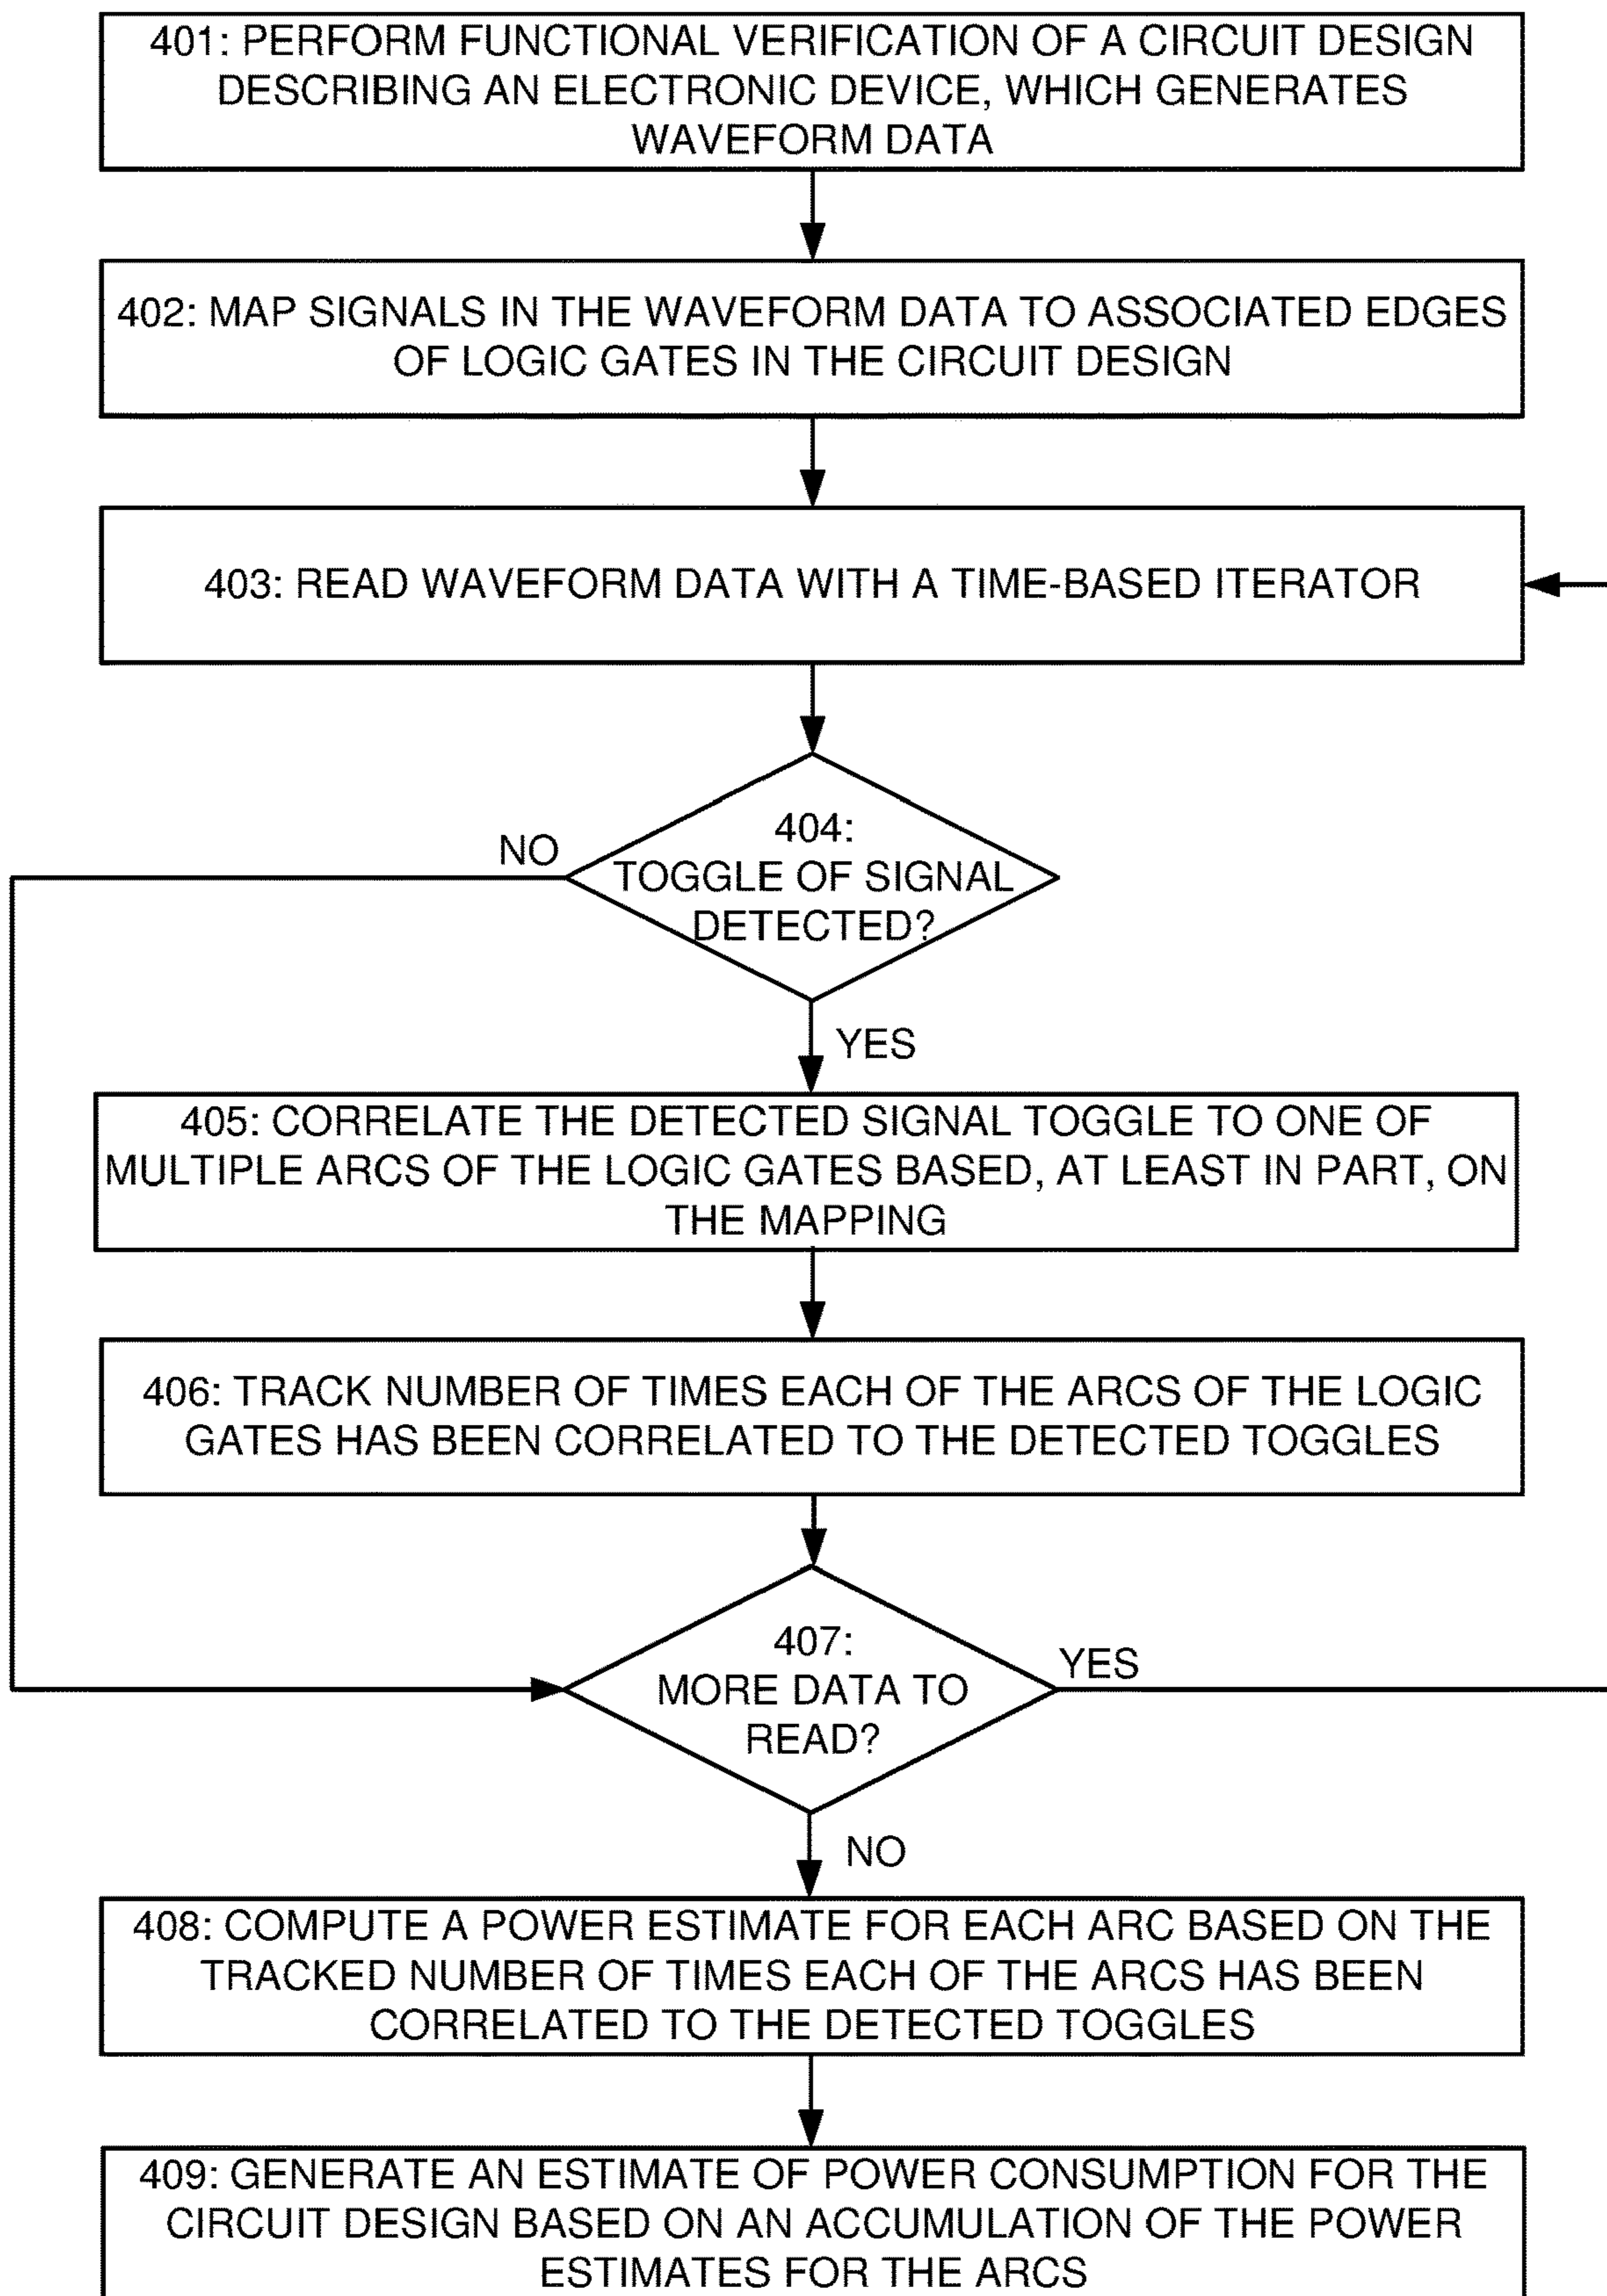 401: PERFORM FUNCTIONAL VERIFICATION OF A CIRCUIT DESIGN
DESCRIBING AN ELECTRONIC DEVICE, WHICH GENERATES
WAVEFORM DATA
402: MAP SIGNALS IN THE WAVEFORM DATA TO ASSOCIATED EDGES
OF LOGIC GATES IN THE CIRCUIT DESIGN
403: READ WAVEFORM DATA WITH A TIME-BASED ITERATOR
404:
TOGGLE OF SIGNAL
DETECTED?
NO
YES
405: CORRELATE THE DETECTED SIGNAL TOGGLE TO ONE OF
MULTIPLE ARCS OF THE LOGIC GATES BASED, AT LEAST IN PART, ON
THE MAPPING
406: TRACK NUMBER OF TIMES EACH OF THE ARCS OF THE LOGIC
GATES HAS BEEN CORRELATED TO THE DETECTED TOGGLES
407:
MORE DATA TO
READ?
YES
NO
408: COMPUTE A POWER ESTIMATE FOR EACH ARC BASED ON THE
TRACKED NUMBER OF TIMES EACH OF THE ARCS HAS BEEN
CORRELATED TO THE DETECTED TOGGLES
409: GENERATE AN ESTIMATE OF POWER CONSUMPTION FOR THE
CIRCUIT DESIGN BASED ON AN ACCUMULATION OF THE POWER
ESTIMATES FOR THE ARCS